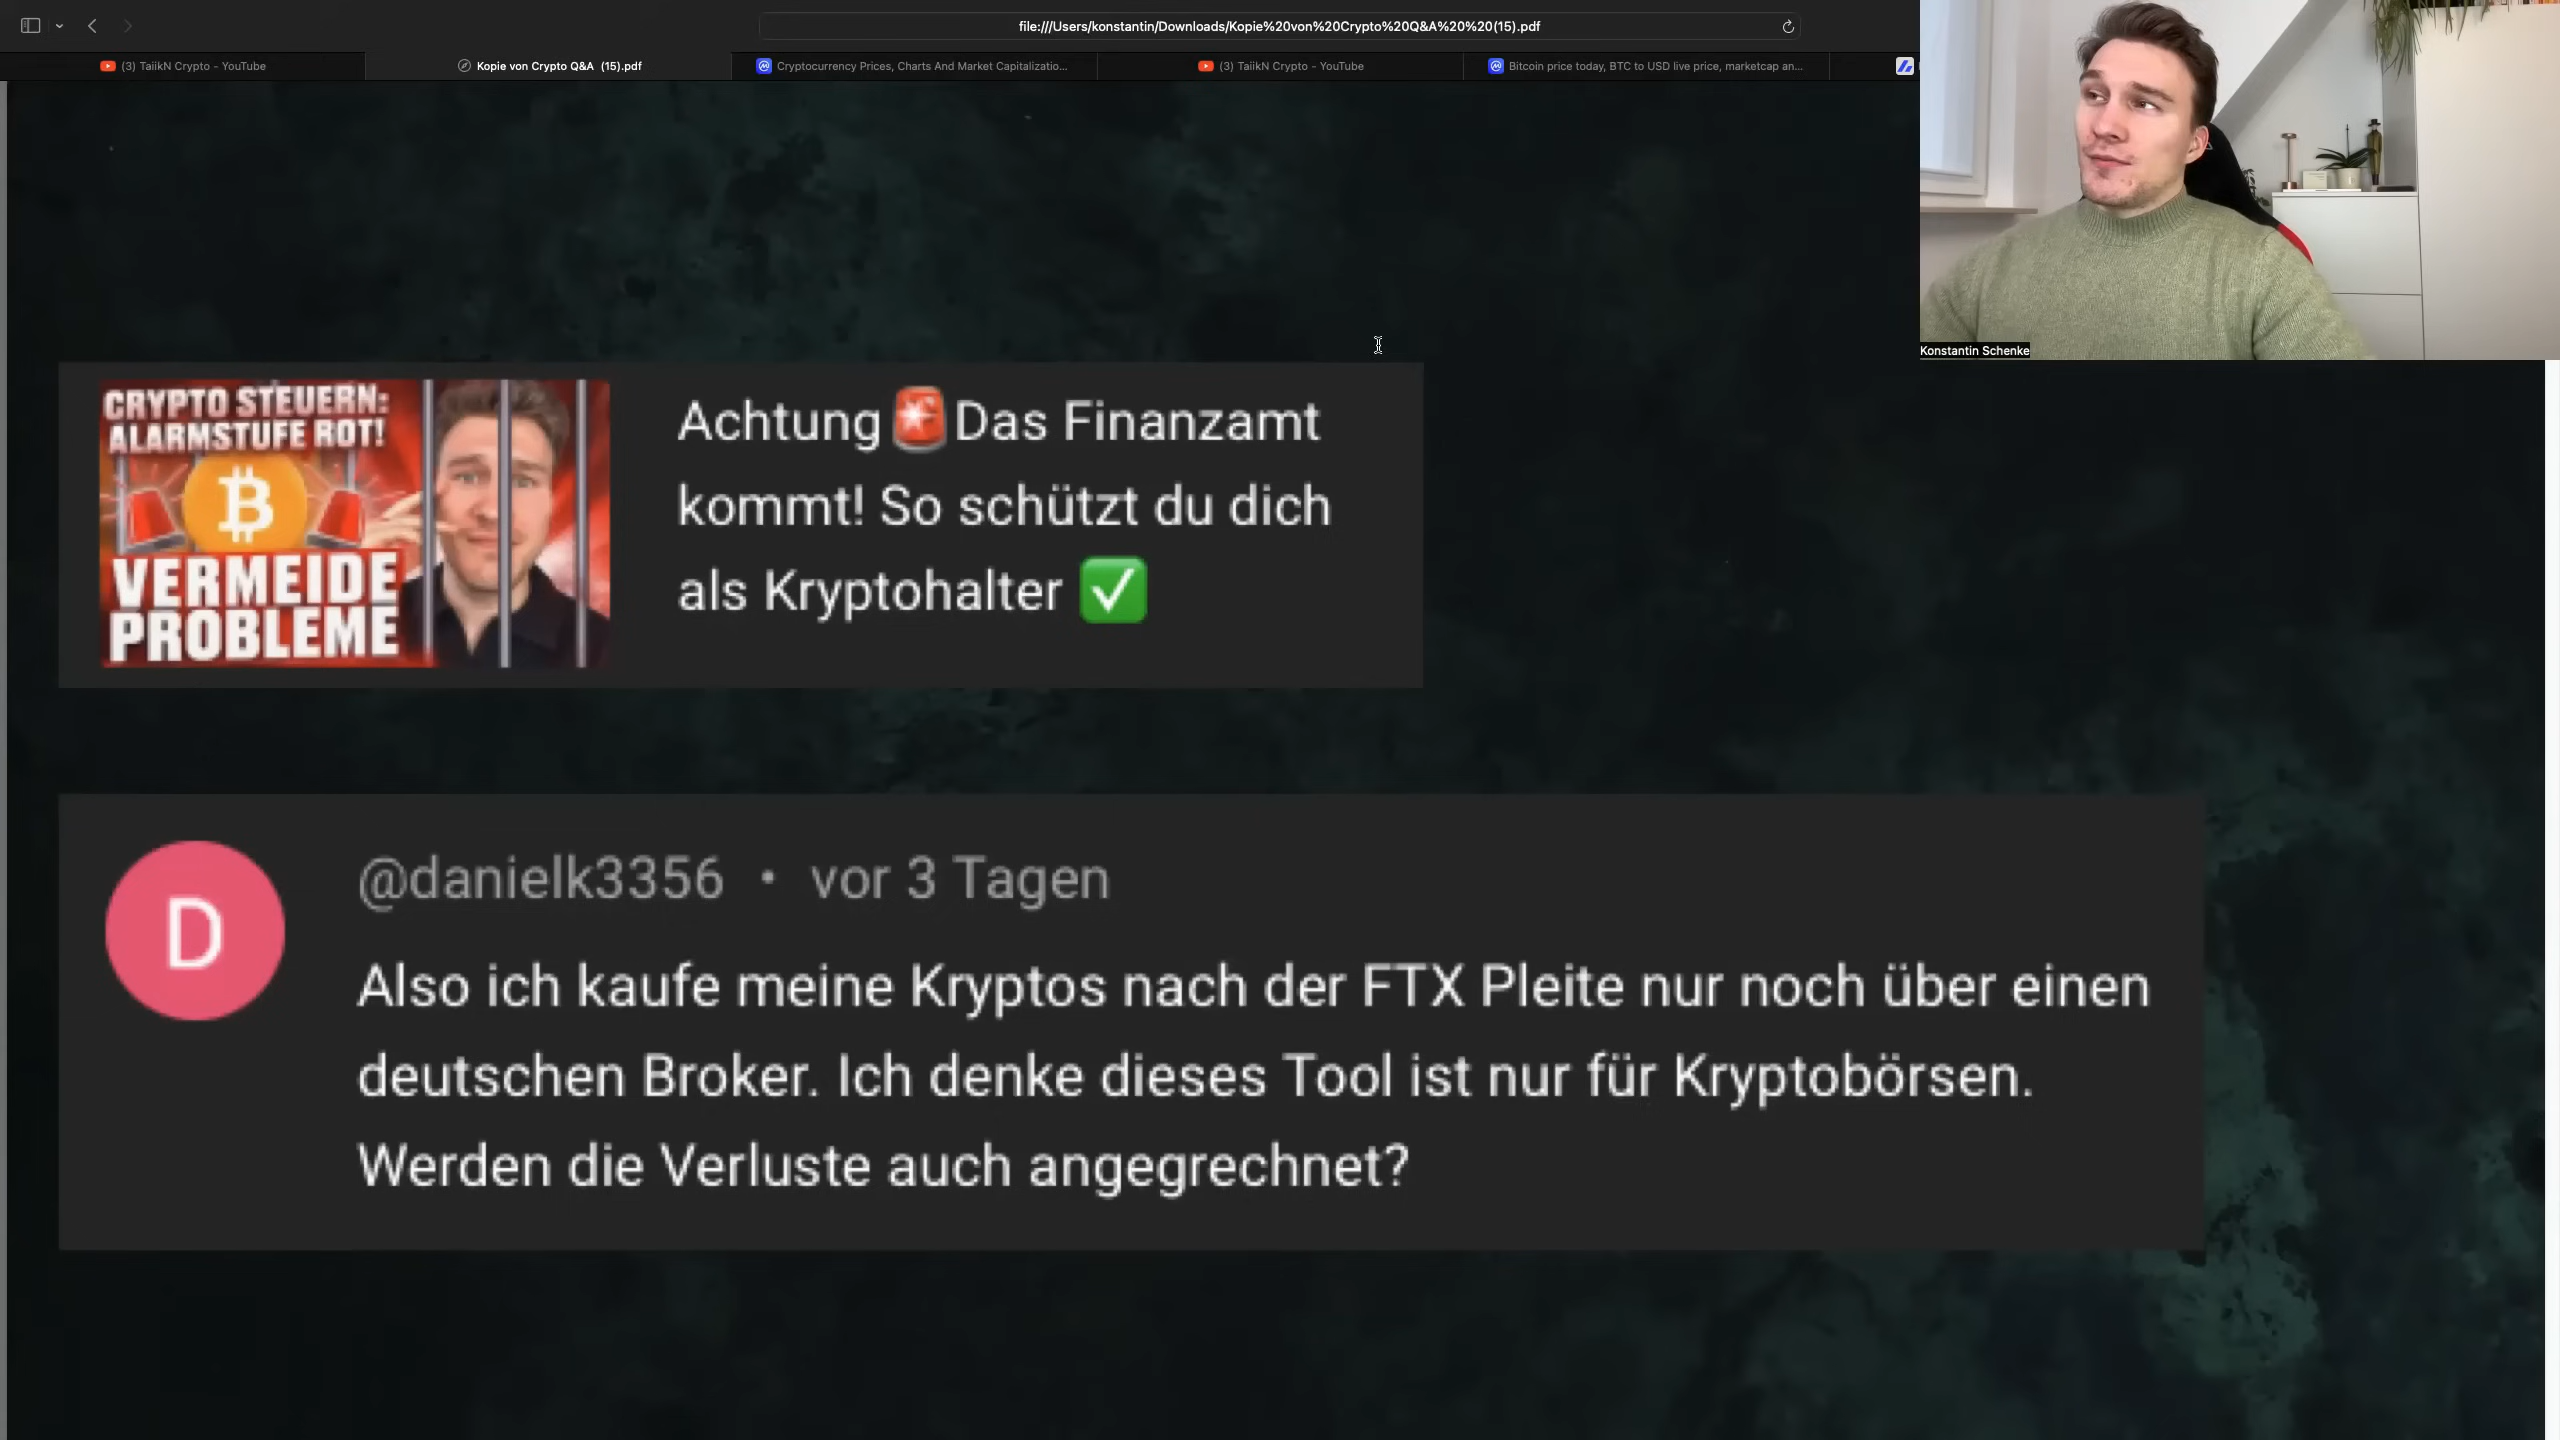 file:///Users/konstantin/Downloads/Kopie%20von%20Crypto%20Q&A%20%20(15).pdf
(3) TaiikN Crypto - YouTube
Kopie von Crypto Q&A (15).pdf
Cryptocurrency Prices, Charts And Market Capitalizatio...
(3) TaiikN Crypto - YouTube
Bitcoin price today, BTC to USD live price, marketcap an...
Konstantin Schenke
CRYPTO STEUERN:
ALARMSTUFE ROT!
VERMEIDE
PROBLEME
Achtung🚨Das Finanzamt
kommt! So schützt du dich
als Kryptohalter ✅
D
@danielk3356 • vor 3 Tagen
Also ich kaufe meine Kryptos nach der FTX Pleite nur noch über einen
deutschen Broker. Ich denke dieses Tool ist nur für Kryptobörsen.
Werden die Verluste auch angegrechnet?